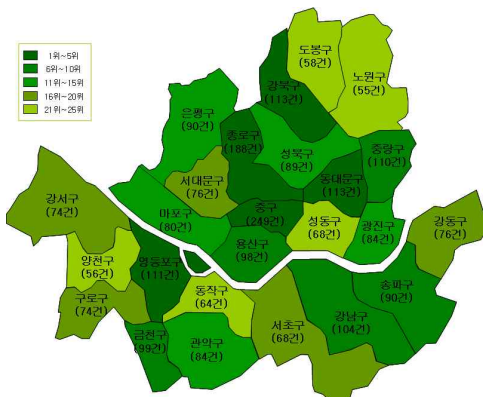 1위~5위
6위~10위
11위~15위
16위~20위
21위~25위
도봉구
(58건)
노원구
(55건)
강북구
(113건)
은평구
(90건)
종로구
(188건)
성북구
(89건)
중랑구
(110건)
서대문구
(76건)
동대문구
(113건)
강서구
(74건)
마포구
(80건)
중구
(249건)
성동구
(68건)
광진구
(84건)
강동구
(76건)
용산구
(98건)
양천구
(56건)
영등포구
(111건)
동작구
(64건)
송파구
(90건)
구로구
(74건)
금천구
(99건)
관악구
(84건)
서초구
(68건)
강남구
(104건)